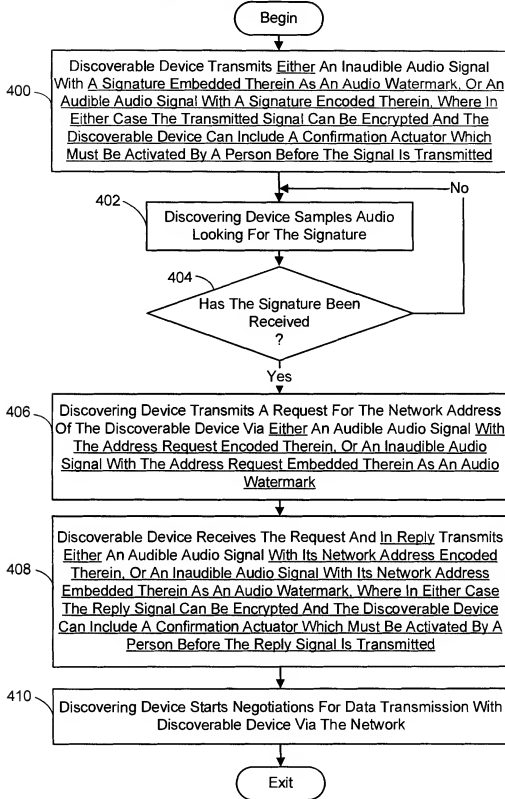 Begin
400
Discoverable Device Transmits Either An Inaudible Audio Signal
With A Signature Embedded Therein As An Audio Watermark, Or An
Audible Audio Signal With A Signature Encoded Therein, Where In
Either Case The Transmitted Signal Can Be Encrypted And The
Discoverable Device Can Include A Confirmation Actuator Which
Must Be Activated By A Person Before The Signal Is Transmitted
No
402
Discovering Device Samples Audio
Looking For The Signature
404
Has The Signature Been
Received
?
Yes
406
Discovering Device Transmits A Request For The Network Address
Of The Discoverable Device Via Either An Audible Audio Signal With
The Address Request Encoded Therein, Or An Inaudible Audio
Signal With The Address Request Embedded Therein As An Audio
Watermark
408
Discoverable Device Receives The Request And In Reply Transmits
Either An Audible Audio Signal With Its Network Address Encoded
Therein, Or An Inaudible Audio Signal With Its Network Address
Embedded Therein As An Audio Watermark, Where In Either Case
The Reply Signal Can Be Encrypted And The Discoverable Device
Can Include A Confirmation Actuator Which Must Be Activated By A
Person Before The Reply Signal Is Transmitted
410
Discovering Device Starts Negotiations For Data Transmission With
Discoverable Device Via The Network
Exit